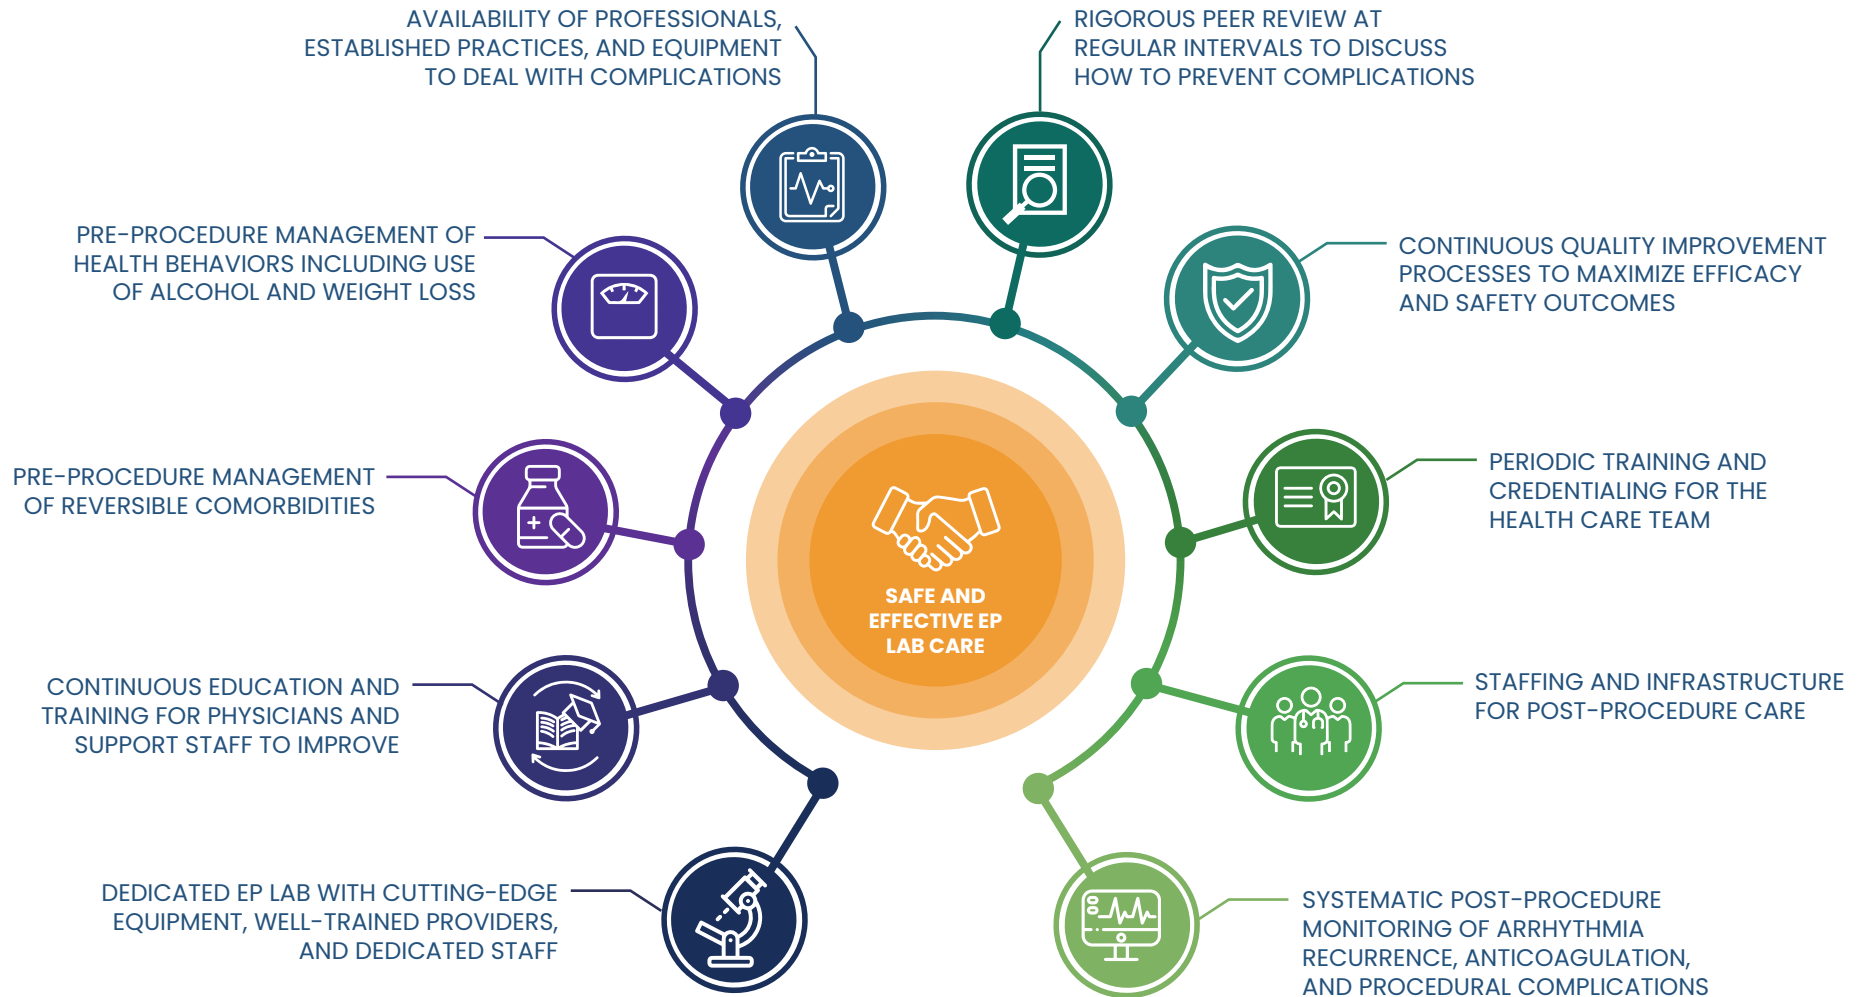 AVAILABILITY OF PROFESSIONALS,
ESTABLISHED PRACTICES, AND EQUIPMENT
TO DEAL WITH COMPLICATIONS
RIGOROUS PEER REVIEW AT
REGULAR INTERVALS TO DISCUSS
HOW TO PREVENT COMPLICATIONS
PRE-PROCEDURE MANAGEMENT OF
HEALTH BEHAVIORS INCLUDING USE
OF ALCOHOL AND WEIGHT LOSS
CONTINUOUS QUALITY IMPROVEMENT
PROCESSES TO MAXIMIZE EFFICACY
AND SAFETY OUTCOMES
PRE-PROCEDURE MANAGEMENT
OF REVERSIBLE COMORBIDITIES
PERIODIC TRAINING AND
CREDENTIALING FOR THE
HEALTH CARE TEAM
SAFE AND
EFFECTIVE EP
LAB CARE
CONTINUOUS EDUCATION AND
TRAINING FOR PHYSICIANS AND
SUPPORT STAFF TO IMPROVE
STAFFING AND INFRASTRUCTURE
FOR POST-PROCEDURE CARE
DEDICATED EP LAB WITH CUTTING-EDGE
EQUIPMENT, WELL-TRAINED PROVIDERS,
AND DEDICATED STAFF
SYSTEMATIC POST-PROCEDURE
MONITORING OF ARRHYTHMIA
RECURRENCE, ANTICOAGULATION,
AND PROCEDURAL COMPLICATIONS